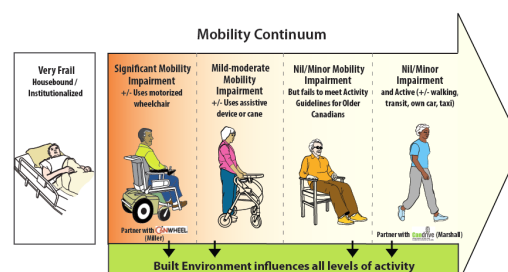 Mobility Continuum
Very Frail
Housebound /
Institutionalized
Significant Mobility
Impairment
+/- Uses motorized
wheelchair
Mild-moderate
Mobility
Impairment
+/- Uses assistive
device or cane
Nil/Minor Mobility
Impairment
But fails to meet Activity
Guidelines for Older
Canadians
Nil/Minor
Impairment
and Active (+/- walking,
transit, own car, taxi)
Partner with CANWHEEL
(Miller)
Partner with Candrive (Marshall)
Built Environment influences all levels of activity